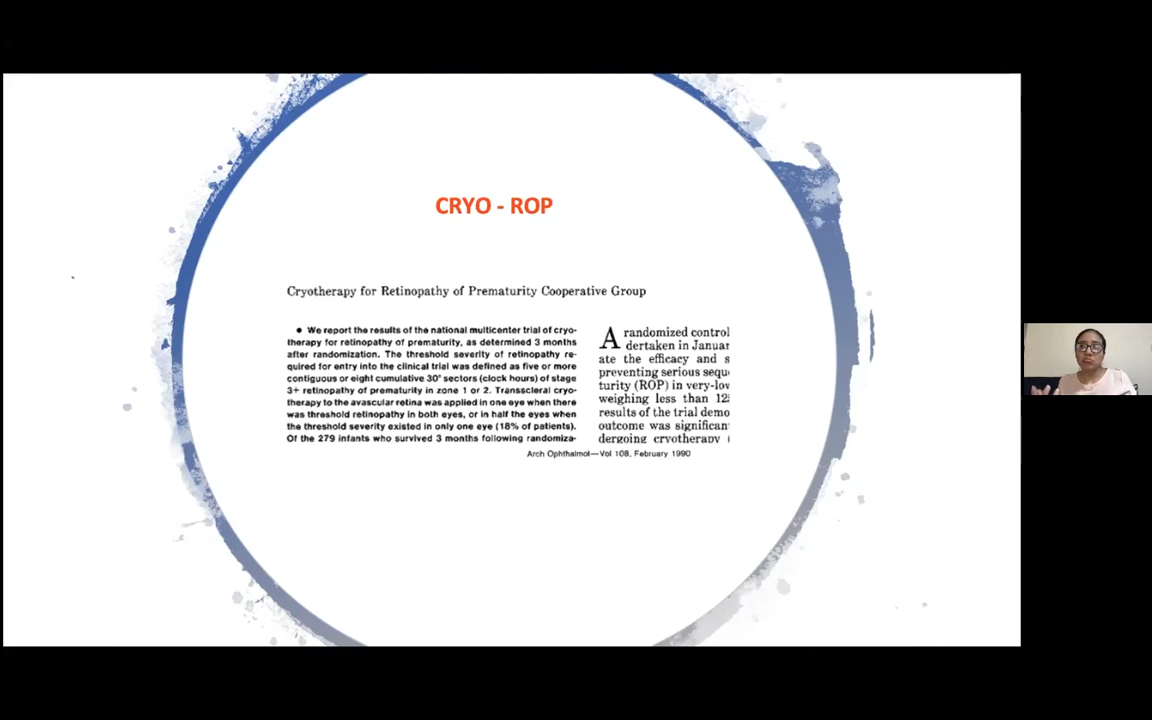 CRYO - ROP
Cryotherapy for Retinopathy of Prematurity Cooperative Group
• We report the results of the national multicenter trial of cryo-
therapy for retinopathy of prematurity, as determined 3 months
after randomization. The threshold severity of retinopathy re-
quired for entry into the clinical trial was defined as five or more
contiguous or eight cumulative 30° sectors (clock hours) of stage
3+ retinopathy of prematurity in zone 1 or 2. Transscleral cryo-
therapy to the avascular retina was applied in one eye when there
was threshold retinopathy in both eyes, or in half the eyes when
the threshold severity existed in only one eye (18% of patients).
Of the 279 infants who survived 3 months following randomiza-
A randomized control
dertaken in Januar
ate the efficacy and s
preventing serious sequ
turity (ROP) in very-lov
weighing less than 12
results of the trial demo
outcome was significan
dergoing cryotherapy
Arch Ophthalmol—Vol 108, February 1990